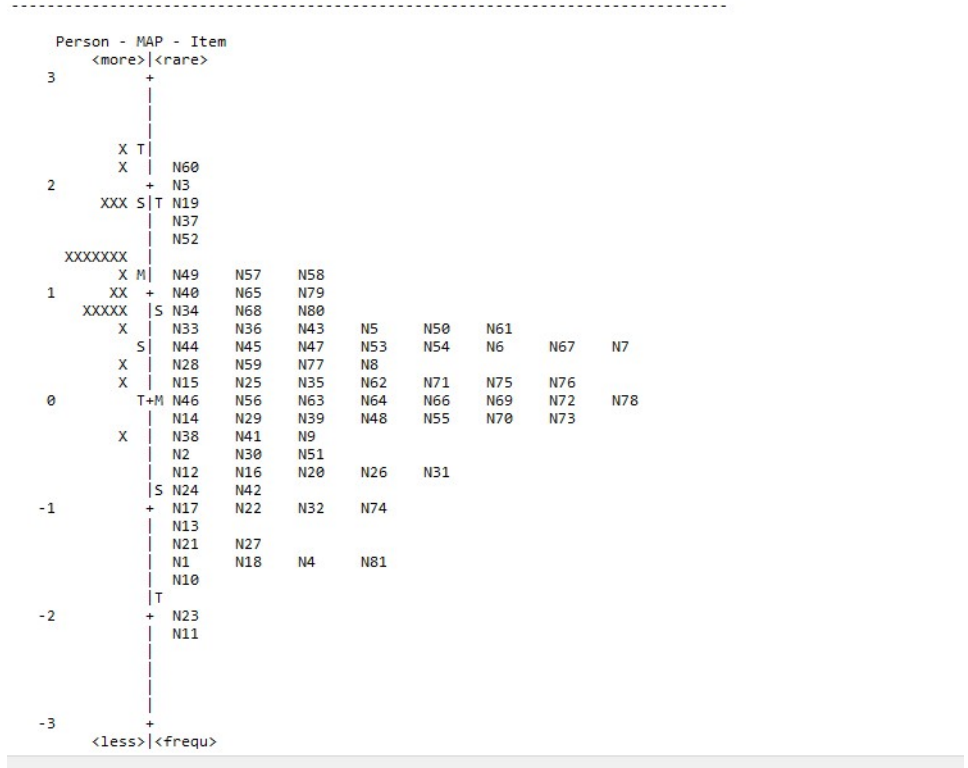 --------------------------------------------------------------------------------
Person - MAP - Item
<more>|<rare>
3 +
|
|
|
X T|
X | N60
2 + N3
XXX S|T N19
| N37
| N52
XXXXXXX |
X M| N49 N57 N58
1 XX + N40 N65 N79
XXXXX |S N34 N68 N80
X | N33 N36 N43 N5 N50 N61
S| N44 N45 N47 N53 N54 N6 N67 N7
X | N28 N59 N77 N8
X | N15 N25 N35 N62 N71 N75 N76
0 T+M N46 N56 N63 N64 N66 N69 N72 N78
| N14 N29 N39 N48 N55 N70 N73
X | N38 N41 N9
| N2 N30 N51
| N12 N16 N20 N26 N31
|S N24 N42
-1 + N17 N22 N32 N74
| N13
| N21 N27
| N1 N18 N4 N81
| N10
|T
-2 + N23
| N11
|
|
|
|
-3 +
<less>|<frequ>